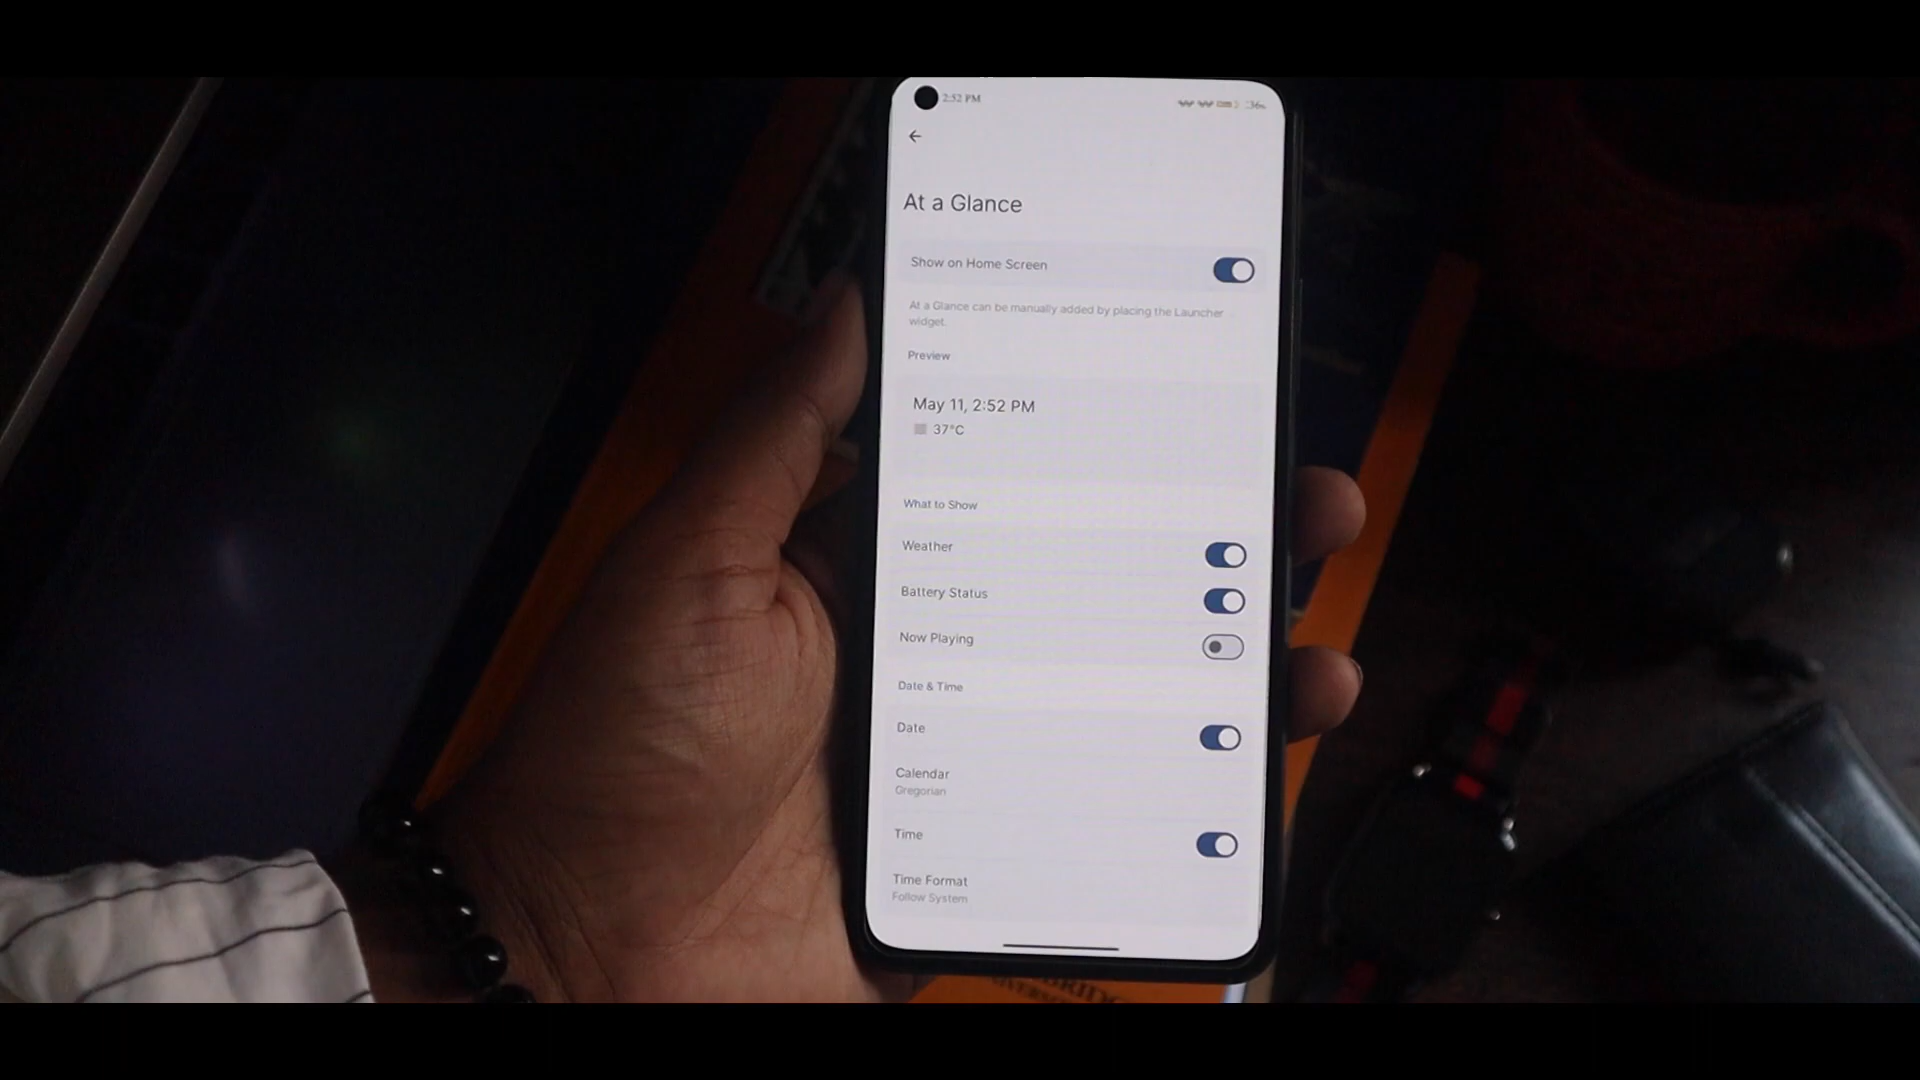 2:52 PM
At a Glance
Show on Home Screen
At a Glance can be manually added by placing the Launcher
widget.
Preview
May 11, 2:52 PM
37°C
What to Show
Weather
Battery Status
Now Playing
Date & Time
Date
Calendar
Gregorian
Time
Time Format
Follow System